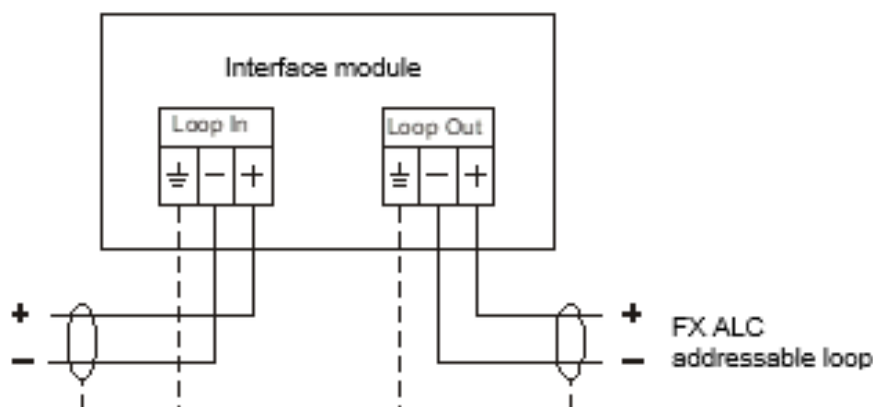 Interface module
Loop In
Loop Out
− +
− +
+
−
+
−
FX ALC
addressable loop